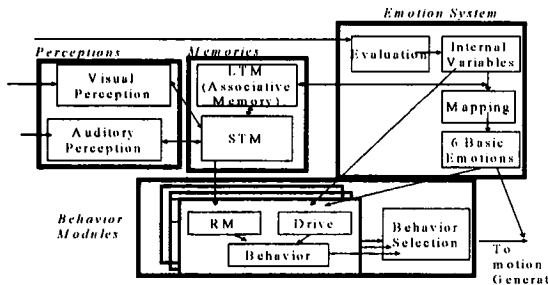 Emotion System
Perceptions
Memories
Evaluation
Internal
Variables
Visual
Perception
LTM
(Associative
Memory)
Mapping
Auditory
Perception
STM
6 Basic
Emotions
Behavior
Modules
RM
Drive
Behavior
Behavior
Selection
To
motion
Generat